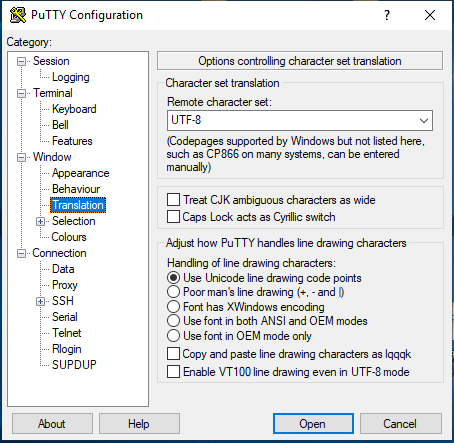 PuTTY Configuration
Category:
Session
Logging
Terminal
Keyboard
Bell
Features
Window
Appearance
Behaviour
Translation
Selection
Colours
Connection
Data
Proxy
SSH
Serial
Telnet
Rlogin
SUPDUP
Options controlling character set translation
Character set translation
Remote character set:
UTF-8
(Codepages supported by Windows but not listed here,
such as CP866 on many systems, can be entered
manually)
Treat CJK ambiguous characters as wide
Caps Lock acts as Cyrillic switch
Adjust how PuTTY handles line drawing characters
Handling of line drawing characters:
Use Unicode line drawing code points
Poor man's line drawing (+, - and |)
Font has XWindows encoding
Use font in both ANSI and OEM modes
Use font in OEM mode only
Copy and paste line drawing characters as lqqqk
Enable VT100 line drawing even in UTF-8 mode
About
Help
Open
Cancel